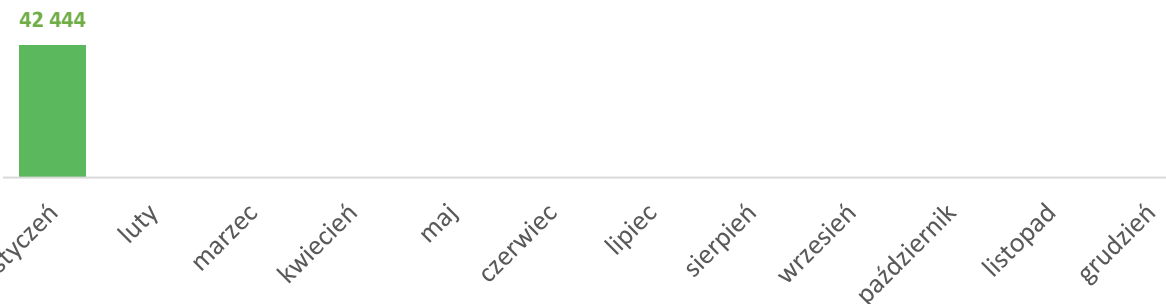 42 444
styczeń
luty
marzec
kwiecień
maj
czerwiec
lipiec
sierpień
wrzesień
październik
listopad
grudzień